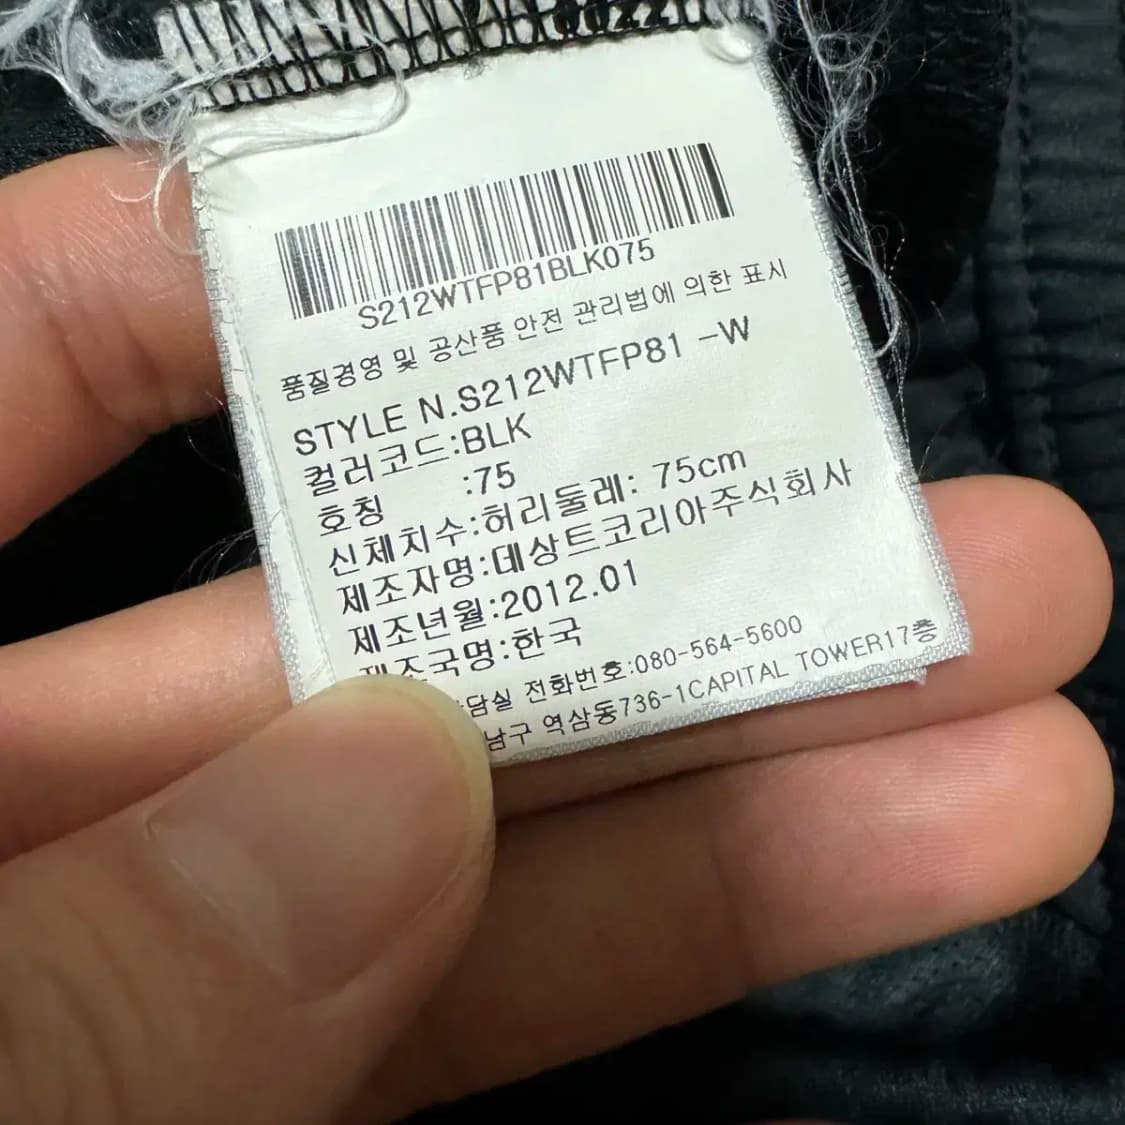 S212WTFP81BLK075
품질경영 및 공산품 안전 관리법에 의한 표시
STYLE N.S212WTFP81 -W
컬러코드:BLK
호칭 :75
신체치수:허리둘레: 75cm
제조자명:데상트코리아주식회사
제조년월:2012.01
제조국명:한국
담실 전화번호:080-564-5600
남구 역삼동736-1CAPITAL TOWER17층